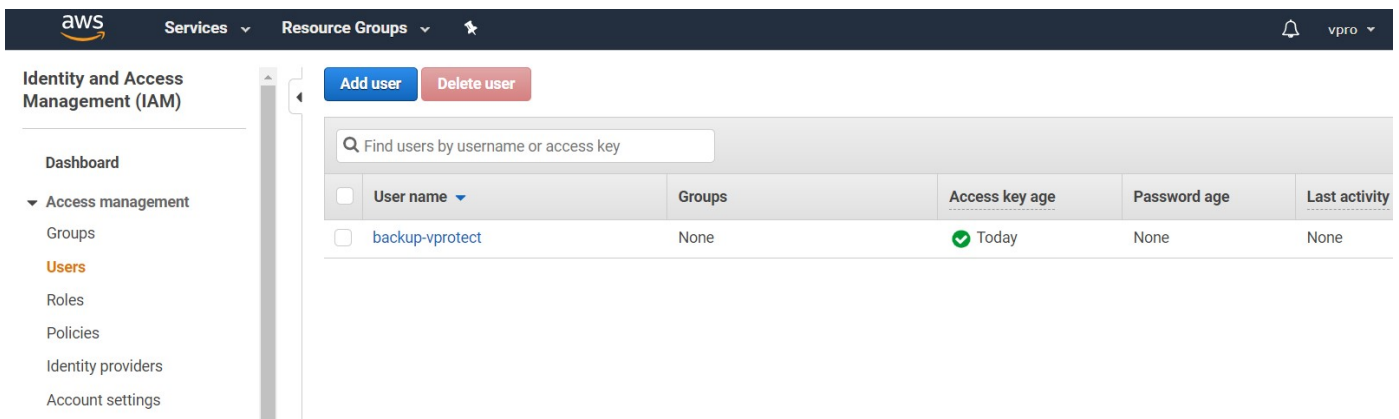 aws Services Resource Groups vpro
Identity and Access
Management (IAM)
Dashboard
Access management
Groups
Users
Roles
Policies
Identity providers
Account settings
Add user Delete user
Find users by username or access key
User name Groups Access key age Password age Last activity
backup-vprotect None Today None None